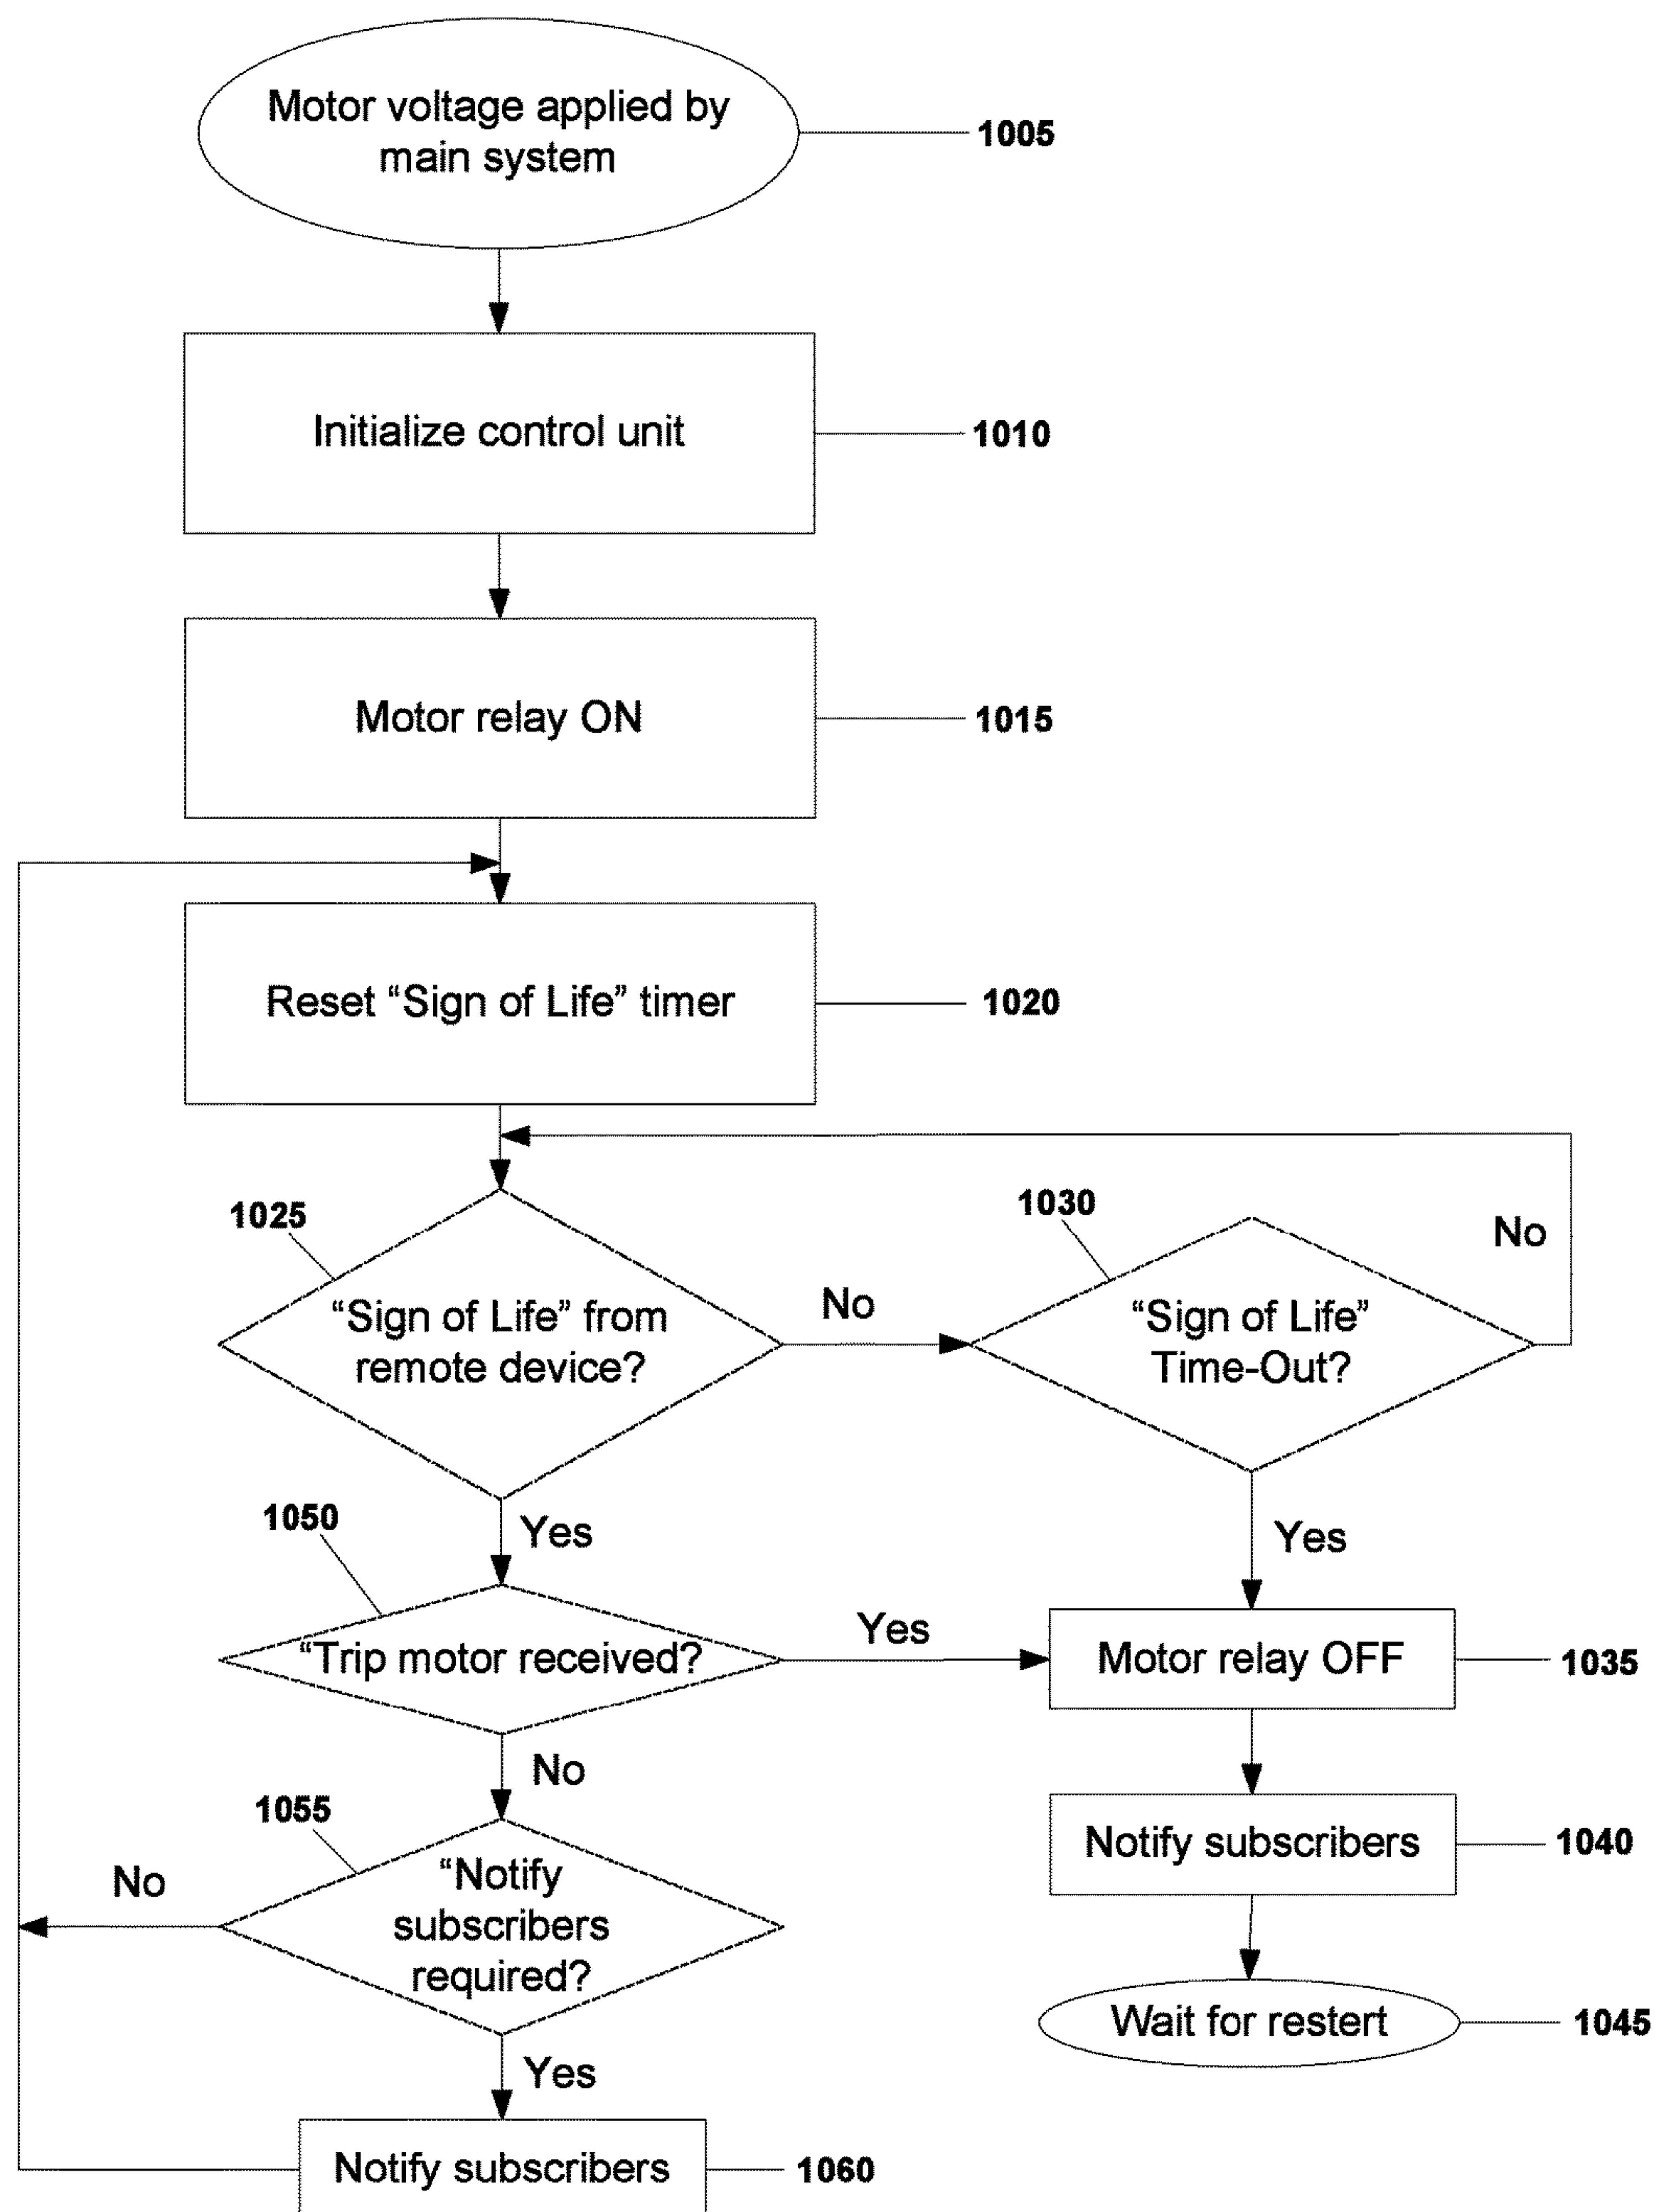 Motor voltage applied by
main system
1005
Initialize control unit
1010
Motor relay ON
1015
Reset “Sign of Life” timer
1020
1025
“Sign of Life” from
remote device?
No
1030
“Sign of Life”
Time-Out?
No
Yes
Yes
1050
“Trip motor received?
Yes
Motor relay OFF
1035
No
1055
“Notify
subscribers
required?
No
Notify subscribers
1040
Yes
Wait for restert
1045
Notify subscribers
1060